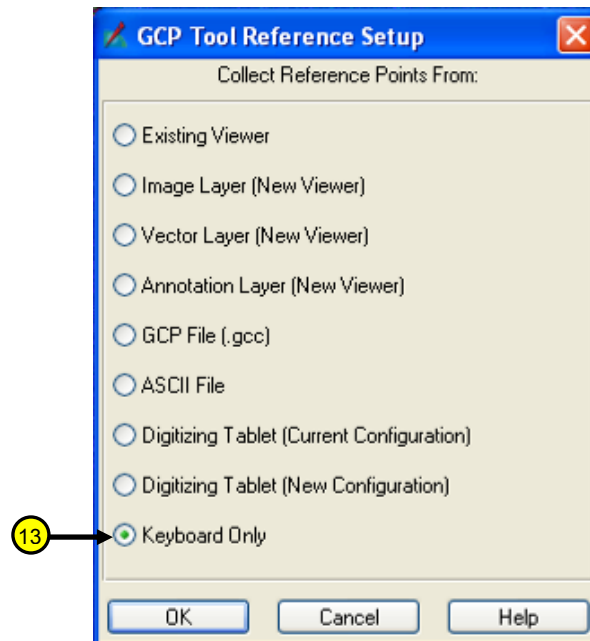 GCP Tool Reference Setup
Collect Reference Points From:
Existing Viewer
Image Layer (New Viewer)
Vector Layer (New Viewer)
Annotation Layer (New Viewer)
GCP File (.gcc)
ASCII File
Digitizing Tablet (Current Configuration)
Digitizing Tablet (New Configuration)
13 Keyboard Only
OK Cancel Help